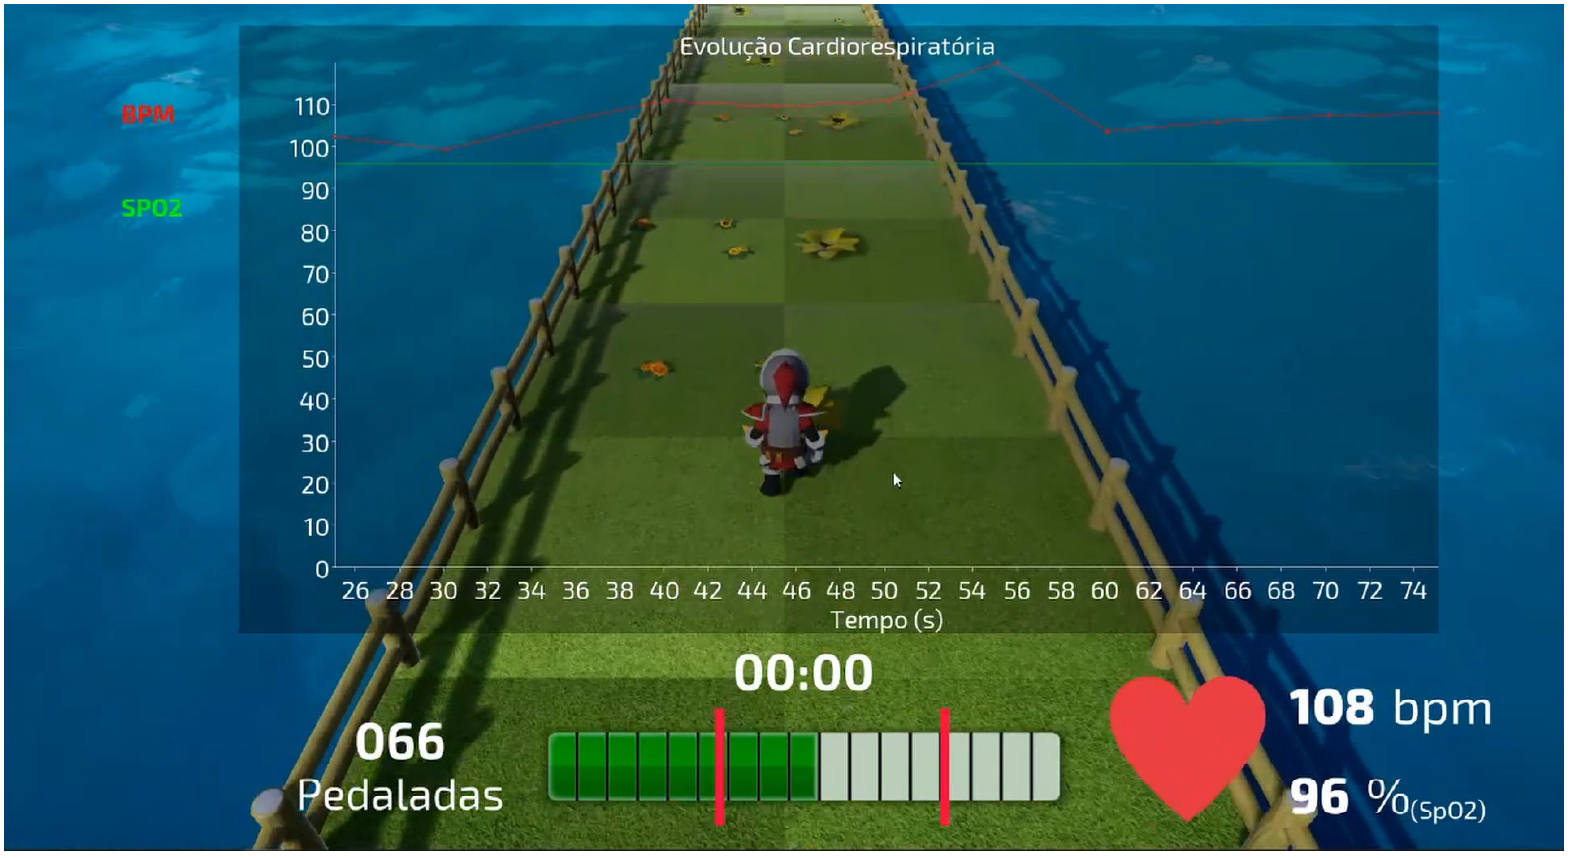 Evolução Cardiorespiratória
BPM
SPO2
110
100
90
80
70
60
50
40
30
20
10
0
26 28 30 32 34 36 38 40 42 44 46 48 50 52 54 56 58 60 62 64 66 68 70 72 74
Tempo (s)
00:00
066
Pedaladas
108 bpm
96 %(SpO2)